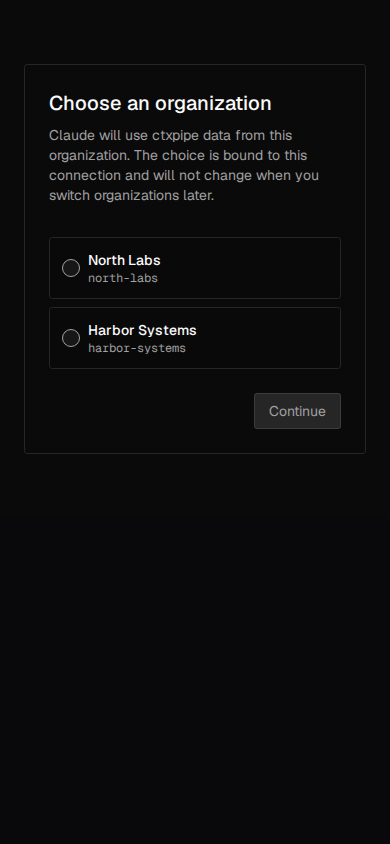 Choose an organization
Claude will use ctxpipe data from this
organization. The choice is bound to this
connection and will not change when you
switch organizations later.
North Labs
north-labs
Harbor Systems
harbor-systems
Continue